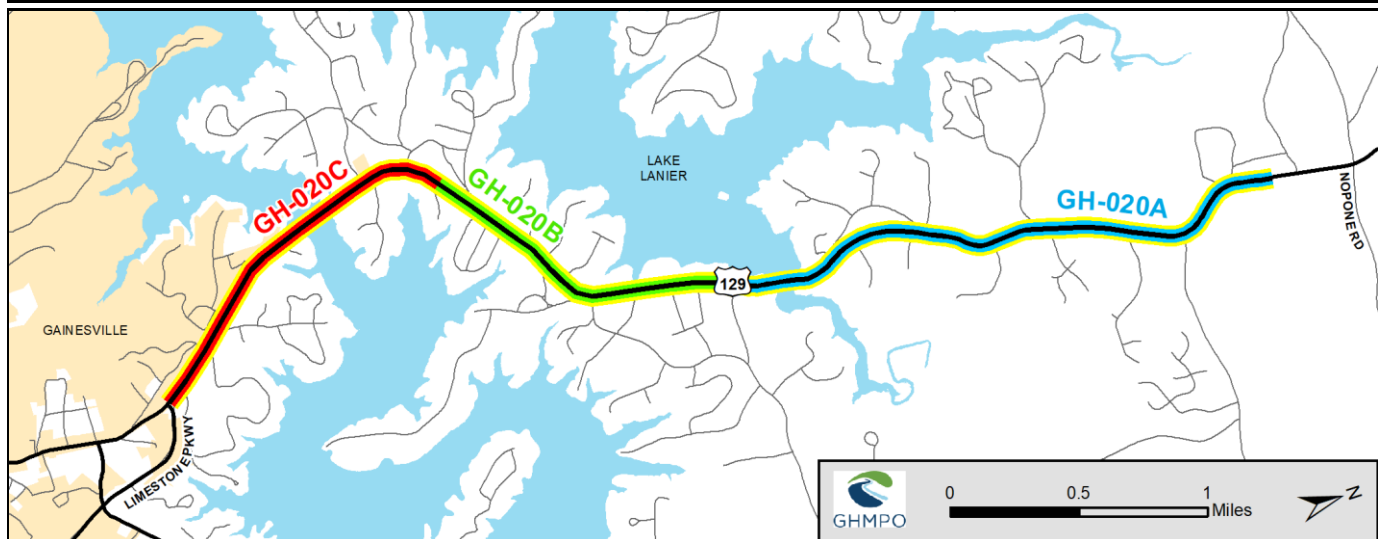 LAKE
LANIER
GH-020C
GH-020B
GH-020A
NOPONE RD
129
GAINESVILLE
LIMESTONE PKWY
GHMPO
0 0.5 1
Miles
N